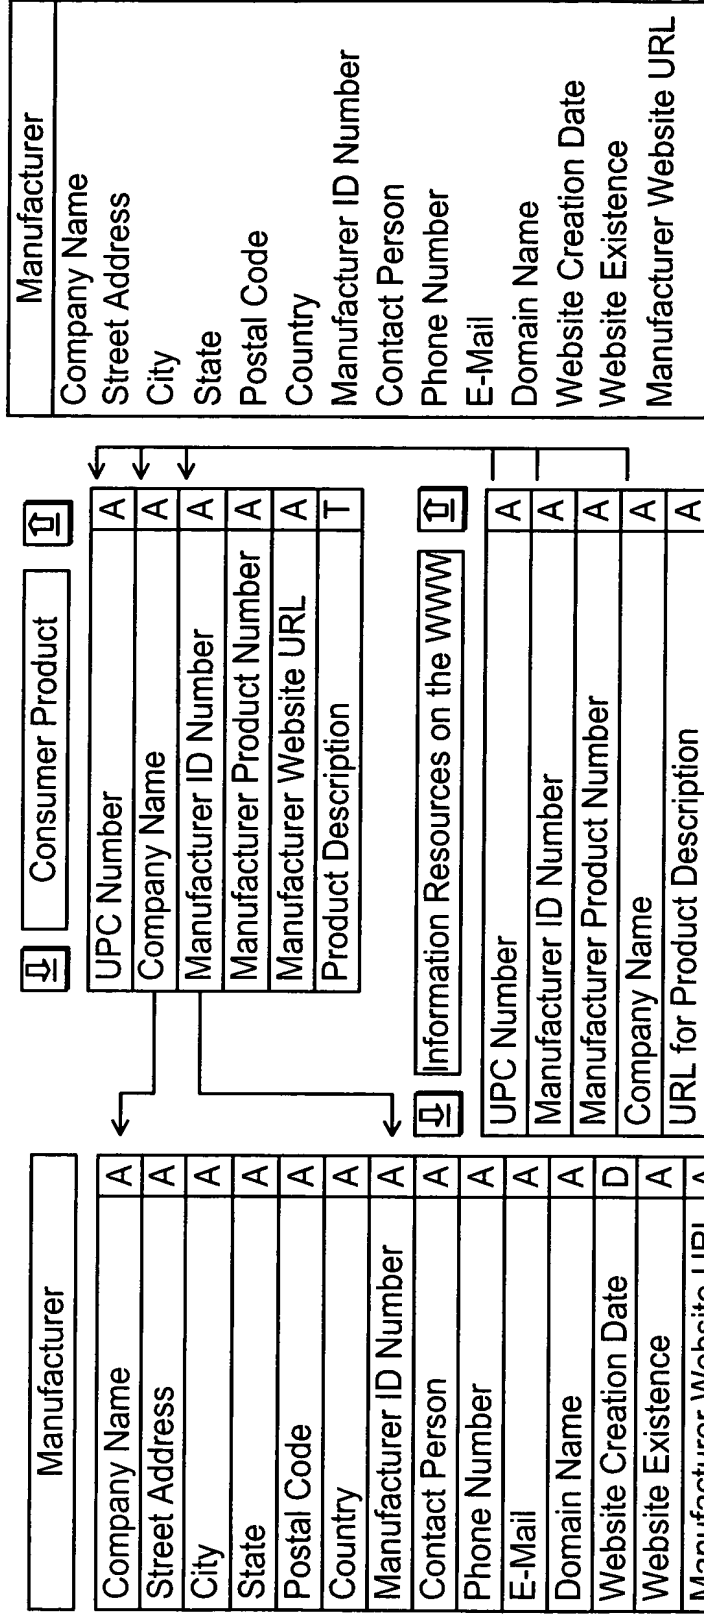 Manufacturer
Company Name A
Street Address A
City A
State A
Postal Code A
Country A
Manufacturer ID Number A
Contact Person A
Phone Number A
E-Mail A
Domain Name A
Website Creation Date D
Website Existence A
Manufacturer Website URL A
Consumer Product
UPC Number A
Company Name A
Manufacturer ID Number A
Manufacturer Product Number A
Manufacturer Website URL A
Product Description T
Information Resources on the WWW
UPC Number A
Manufacturer ID Number A
Manufacturer Product Number A
Company Name A
URL for Product Description A
Manufacturer
Company Name
Street Address
City
State
Postal Code
Country
Manufacturer ID Number
Contact Person
Phone Number
E-Mail
Domain Name
Website Creation Date
Website Existence
Manufacturer Website URL